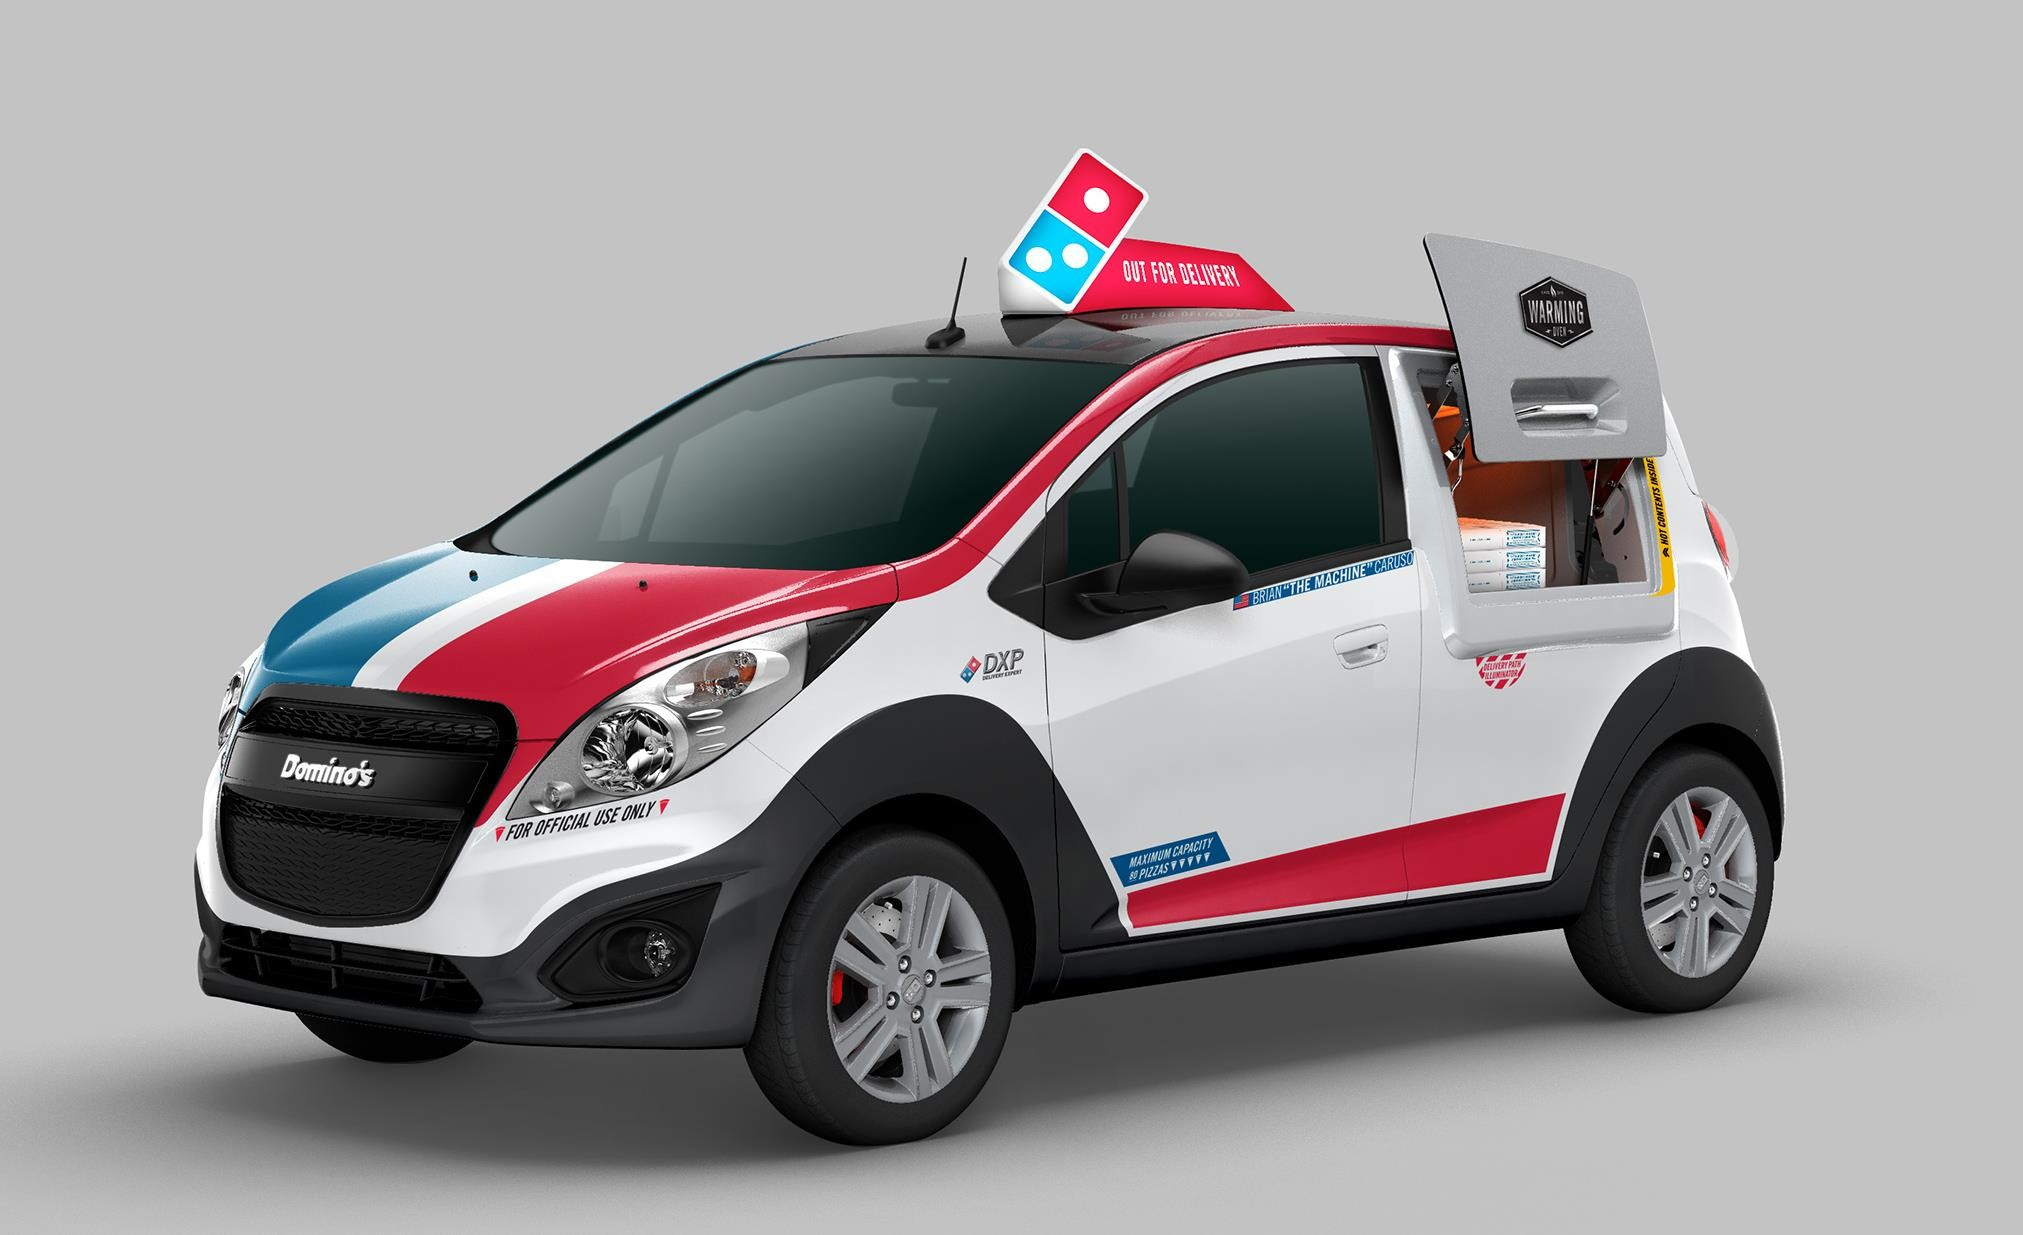 OUT FOR DELIVERY
WARMING
OVEN
HOT CONTENTS INSIDE
BRIAN "THE MACHINE" CARUSO
DXP
DELIVERY EXPERT
DELIVERY PATH
ILLUMINATOR
Domino's
FOR OFFICIAL USE ONLY
MAXIMUM CAPACITY
80 PIZZAS